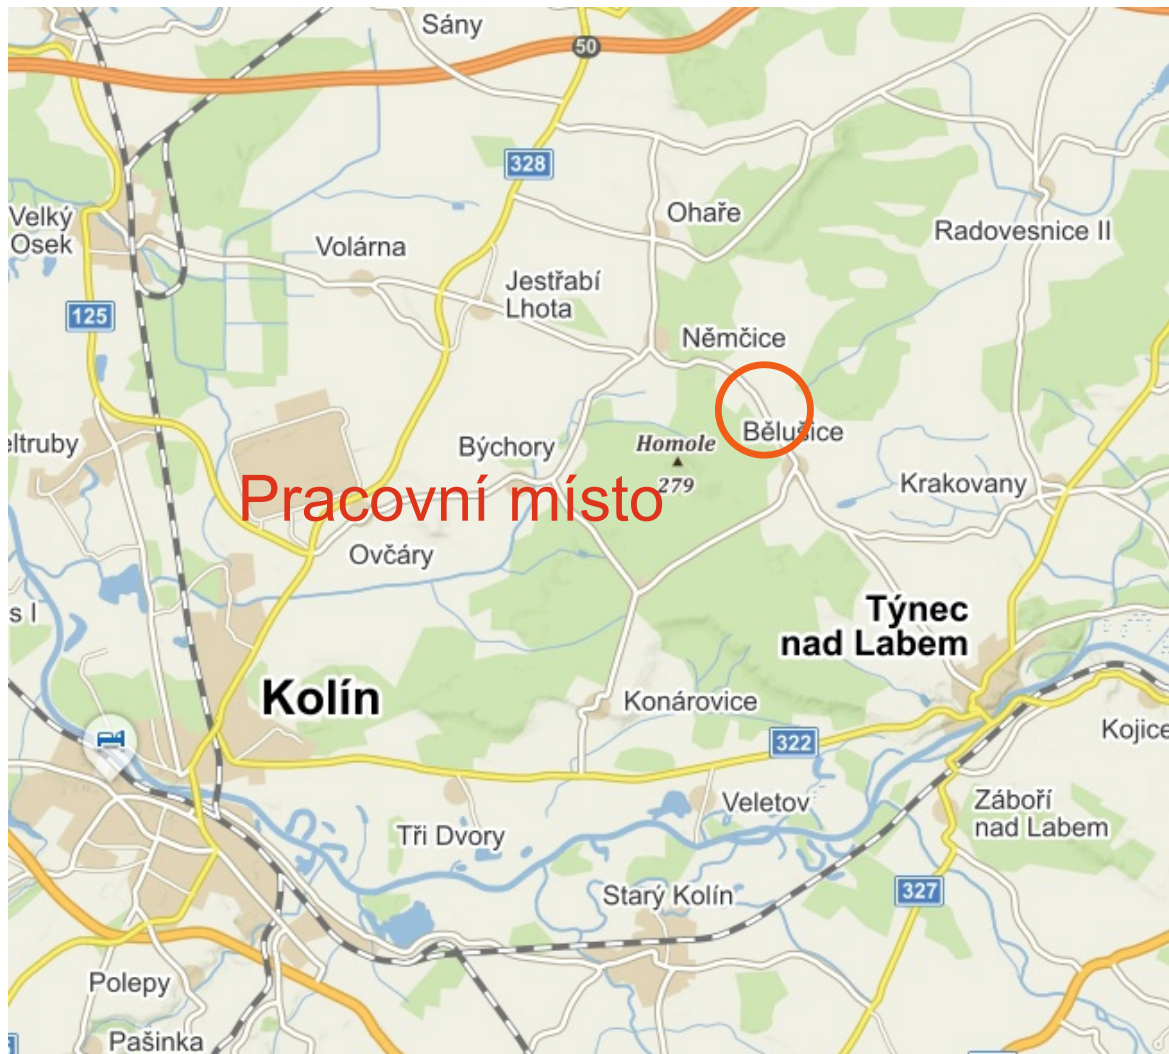 Sány
50
328
Velký
Osek
Volárna
Ohaře
Radovesnice II
Jestřabí
Lhota
125
Němčice
eltruby
Býchory
Homole
279
Bělušice
Krakovany
Pracovní místo
Ovčáry
s I
Týnec
nad Labem
Kolín
Konárovice
322
Kojice
Veletov
Záboří
nad Labem
Tři Dvory
Starý Kolín
327
Polepy
Pašinka